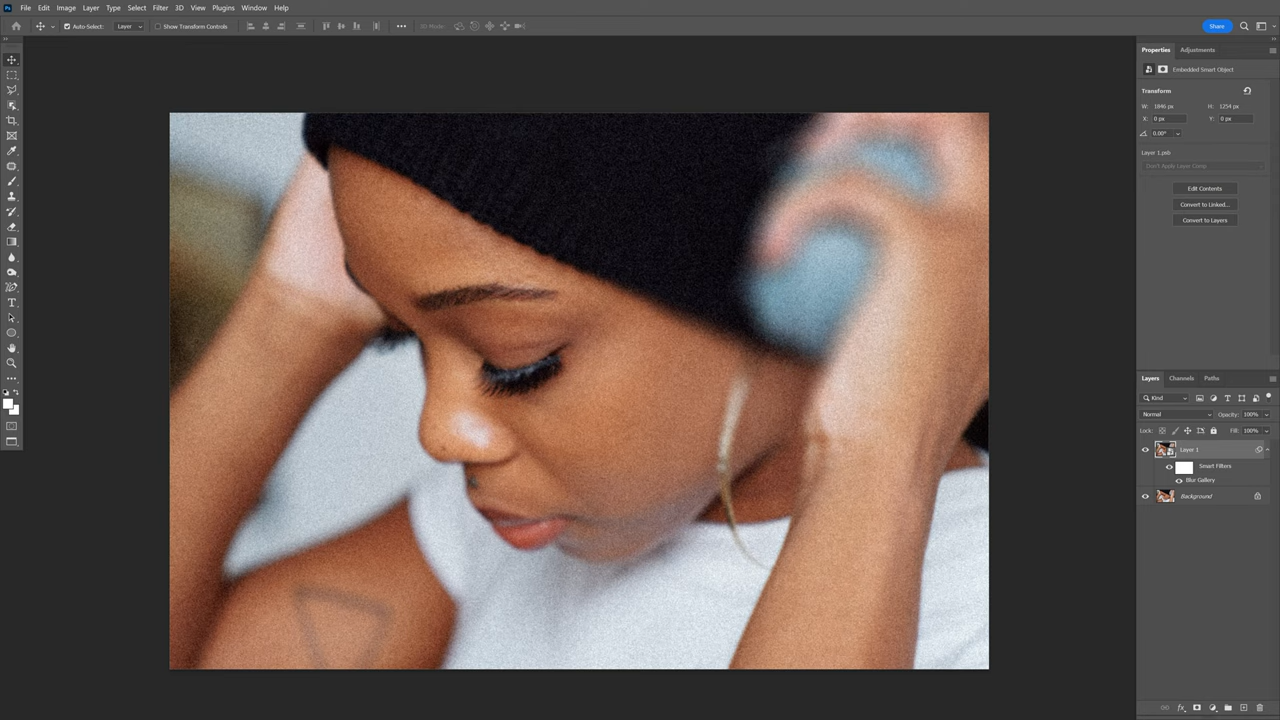 Ps File Edit Image Layer Type Select Filter 3D View Plugins Window Help
Auto-Select: Layer Show Transform Controls 3D Mode: Share
Properties Adjustments
Embedded Smart Object
Transform
W: 1846 px H: 1254 px
X: 0 px Y: 0 px
0.00°
Layer 1.psb
Don't Apply Layer Comp
Edit Contents
Convert to Linked...
Convert to Layers
Layers Channels Paths
Kind
Normal Opacity: 100%
Lock: Fill: 100%
Layer 1
Smart Filters
Blur Gallery
Background
fx